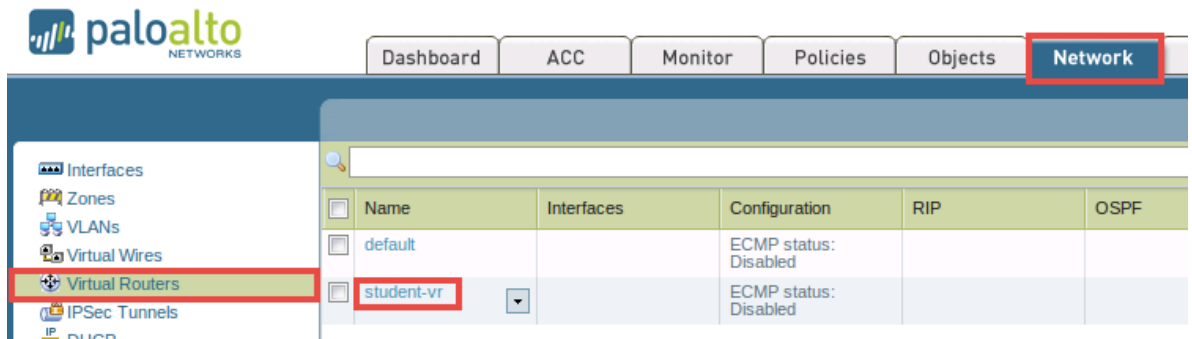 paloalto
NETWORKS
Dashboard ACC Monitor Policies Objects Network
Interfaces
Zones
VLANs
Virtual Wires
Virtual Routers
IPSec Tunnels
DHCP
Name Interfaces Configuration RIP OSPF
default ECMP status:
Disabled
student-vr ECMP status:
Disabled